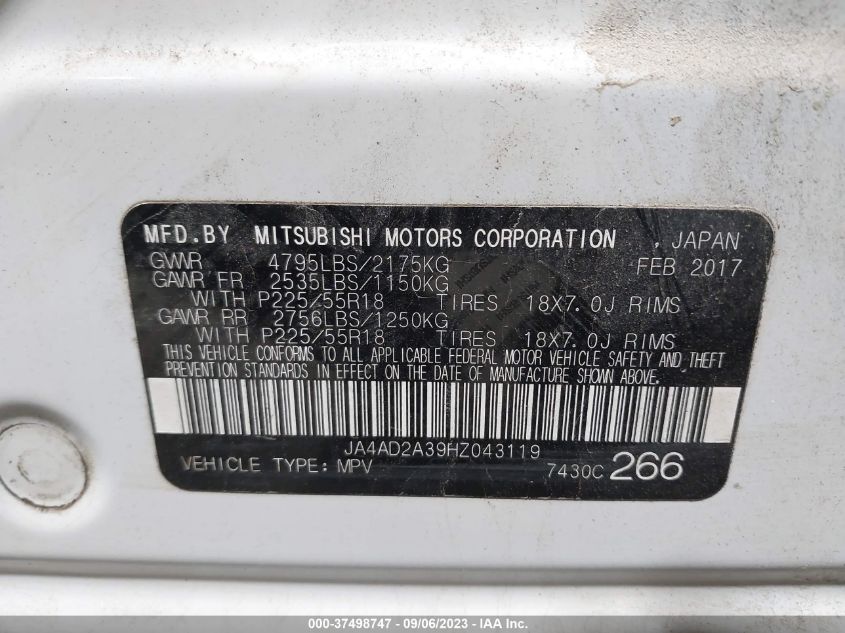 MFD.BY MITSUBISHI MOTORS CORPORATION , JAPAN
GVWR 4795LBS/2175KG FEB 2017
GAWR FR 2535LBS/1150KG
WITH P225/55R18 TIRES 18X7.0J RIMS
GAWR RR 2756LBS/1250KG
WITH P225/55R18 TIRES 18X7.0J RIMS
THIS VEHICLE CONFORMS TO ALL APPLICABLE FEDERAL MOTOR VEHICLE SAFETY AND THEFT
PREVENTION STANDARDS IN EFFECT ON THE DATE OF MANUFACTURE SHOWN ABOVE.
JA4AD2A39HZ043119
VEHICLE TYPE: MPV 7430C 266
000-37498747 - 09/06/2023 - IAA Inc.